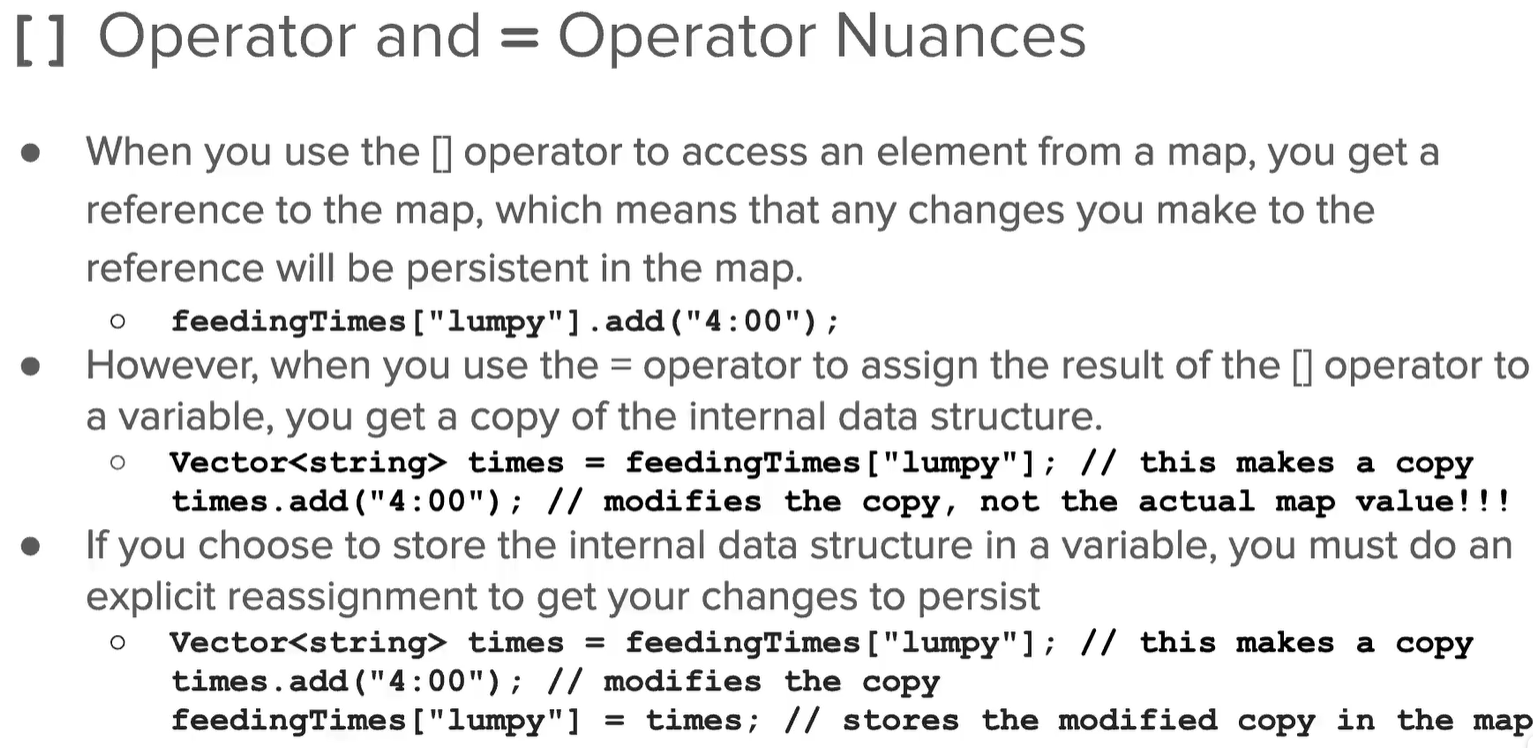 [] Operator and = Operator Nuances
● When you use the [] operator to access an element from a map, you get a
reference to the map, which means that any changes you make to the
reference will be persistent in the map.
○ feedingTimes["lumpy"].add("4:00");
● However, when you use the = operator to assign the result of the [] operator to
a variable, you get a copy of the internal data structure.
○ Vector<string> times = feedingTimes["lumpy"]; // this makes a copy
times.add("4:00"); // modifies the copy, not the actual map value!!!
● If you choose to store the internal data structure in a variable, you must do an
explicit reassignment to get your changes to persist
○ Vector<string> times = feedingTimes["lumpy"]; // this makes a copy
times.add("4:00"); // modifies the copy
feedingTimes["lumpy"] = times; // stores the modified copy in the map